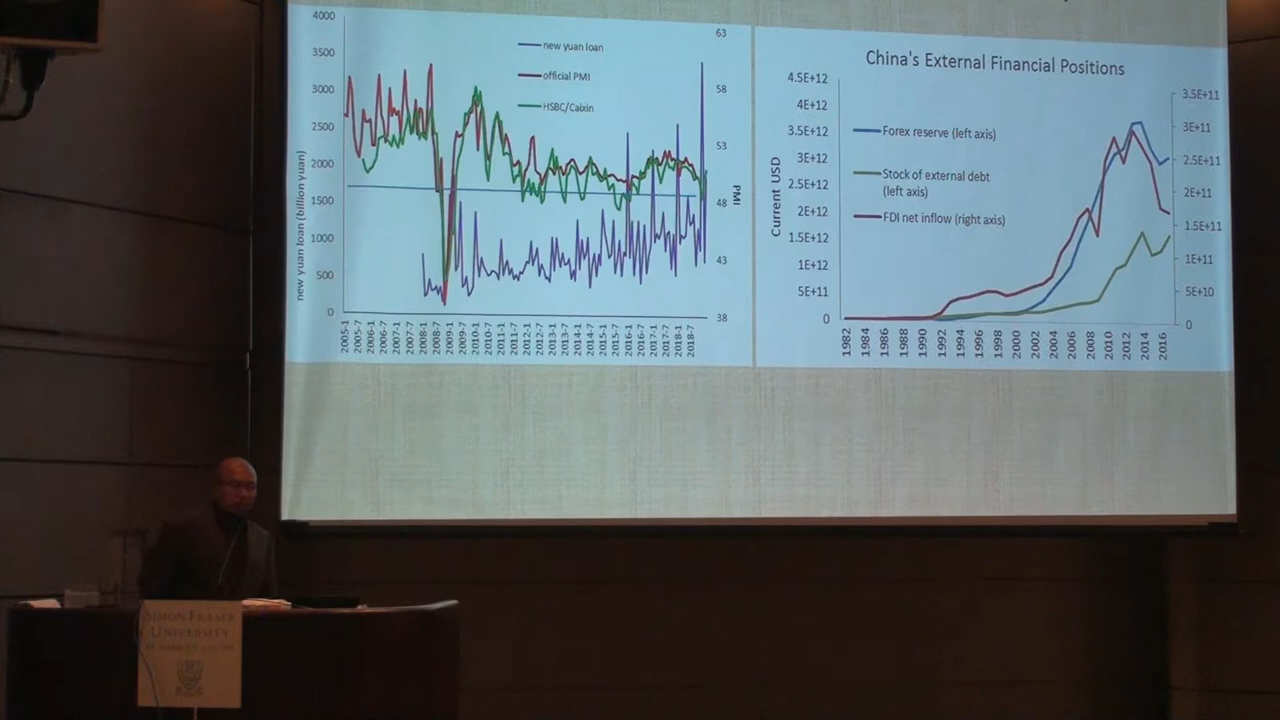 4000
3500
3000
2500
2000
1500
1000
500
0
new yuan loan (billion yuan)
new yuan loan
official PMI
HSBC/Caixin
63
58
53
48
43
38
PMI
2005-1
2005-7
2006-1
2006-7
2007-1
2007-7
2008-1
2008-7
2009-1
2009-7
2010-1
2010-7
2011-1
2011-7
2012-1
2012-7
2013-1
2013-7
2014-1
2014-7
2015-1
2015-7
2016-1
2016-7
2017-1
2017-7
2018-1
2018-7
China's External Financial Positions
4.5E+12
4E+12
3.5E+12
3E+12
2.5E+12
2E+12
1.5E+12
1E+12
5E+11
0
Current USD
Forex reserve (left axis)
Stock of external debt
(left axis)
FDI net inflow (right axis)
3.5E+11
3E+11
2.5E+11
2E+11
1.5E+11
1E+11
5E+10
0
1982
1984
1986
1988
1990
1992
1994
1996
1998
2000
2002
2004
2006
2008
2010
2012
2014
2016
SIMON FRASER
UNIVERSITY